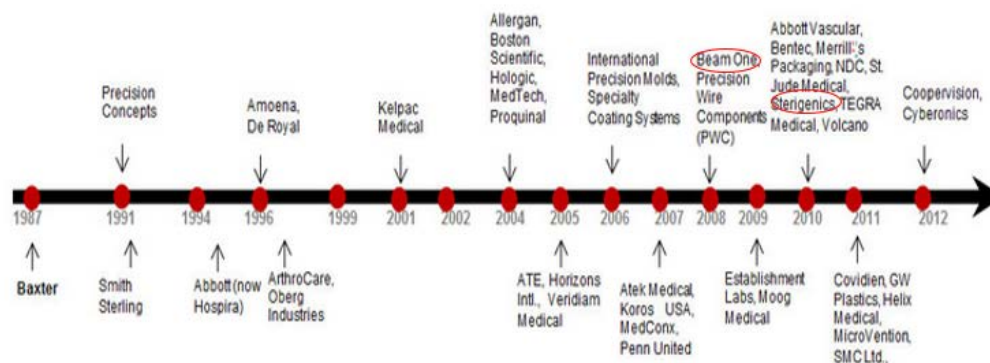 Precision
Concepts
Amoena,
De Royal
Kelpac
Medical
Allergan,
Boston
Scientific,
Hologic,
MedTech,
Proquinal
International
Precision Molds,
Specialty
Coating Systems
Beam One,
Precision
Wire
Components
(PWC)
Abbott Vascular,
Bentec, Merrill's
Packaging, NDC, St.
Jude Medical,
Sterigenics, TEGRA
Medical, Volcano
Coopervision,
Cyberonics
1987 1991 1994 1996 1999 2001 2002 2004 2005 2006 2007 2008 2009 2010 2011 2012
Baxter
Smith
Sterling
Abbott (now
Hospira)
ArthroCare,
Oberg
Industries
ATE, Horizons
Intl., Veridiam
Medical
Atek Medical,
Koros USA,
MedConx,
Penn United
Establishment
Labs, Moog
Medical
Covidien, GW
Plastics, Helix
Medical,
MicroVention,
SMC Ltd.,